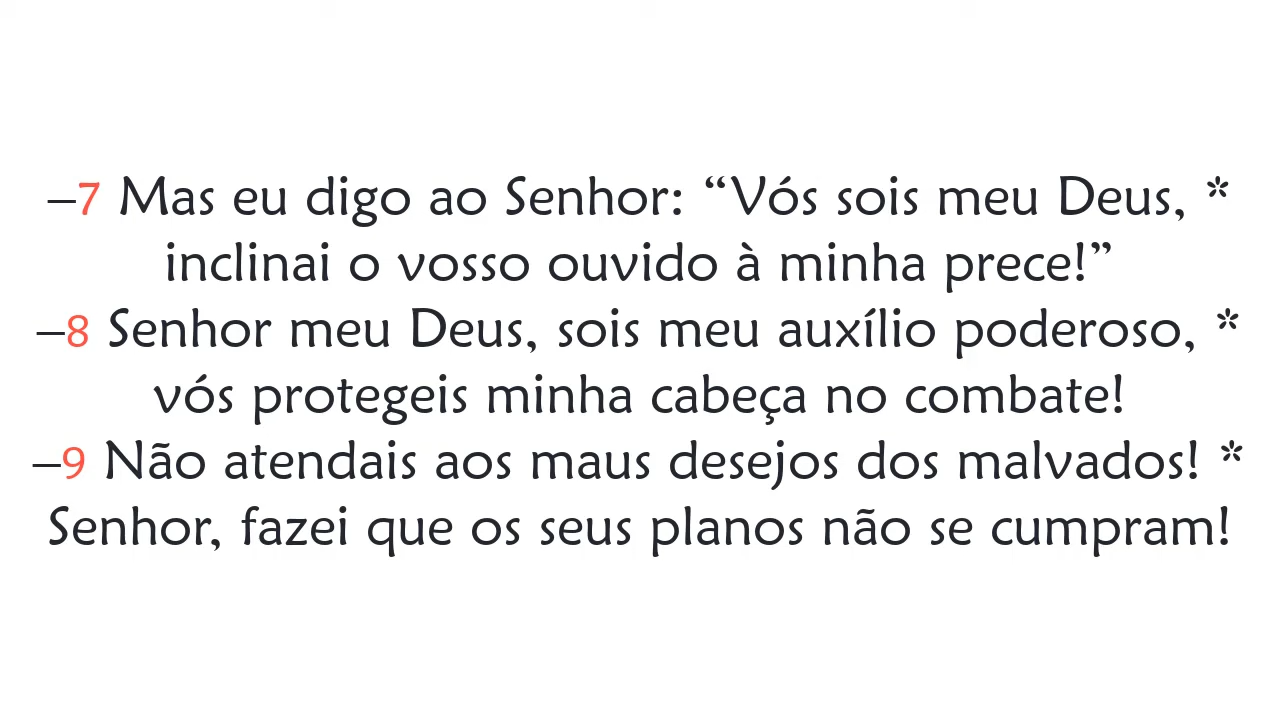 –7 Mas eu digo ao Senhor: “Vós sois meu Deus, *
inclinai o vosso ouvido à minha prece!”
–8 Senhor meu Deus, sois meu auxílio poderoso, *
vós protegeis minha cabeça no combate!
–9 Não atendais aos maus desejos dos malvados! *
Senhor, fazei que os seus planos não se cumpram!